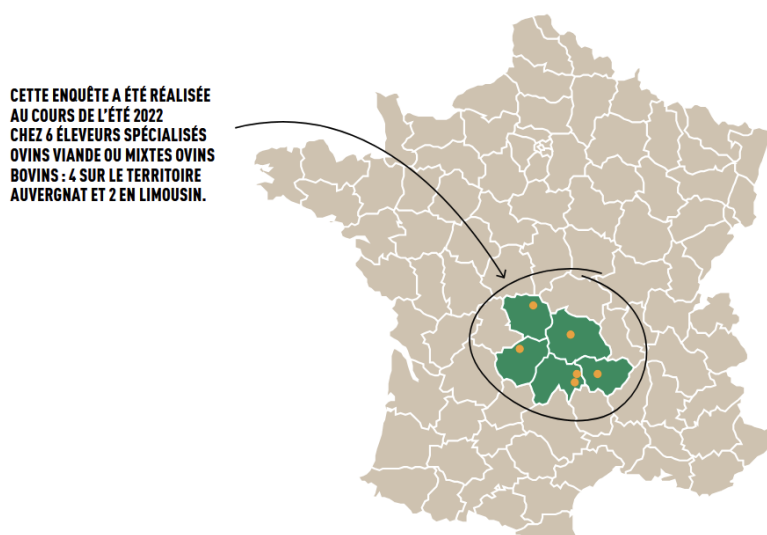 CETTE ENQUÊTE A ÉTÉ RÉALISÉE
AU COURS DE L'ÉTÉ 2022
CHEZ 6 ÉLEVEURS SPÉCIALISÉS
OVINS VIANDE OU MIXTES OVINS
BOVINS : 4 SUR LE TERRITOIRE
AUVERGNAT ET 2 EN LIMOUSIN.